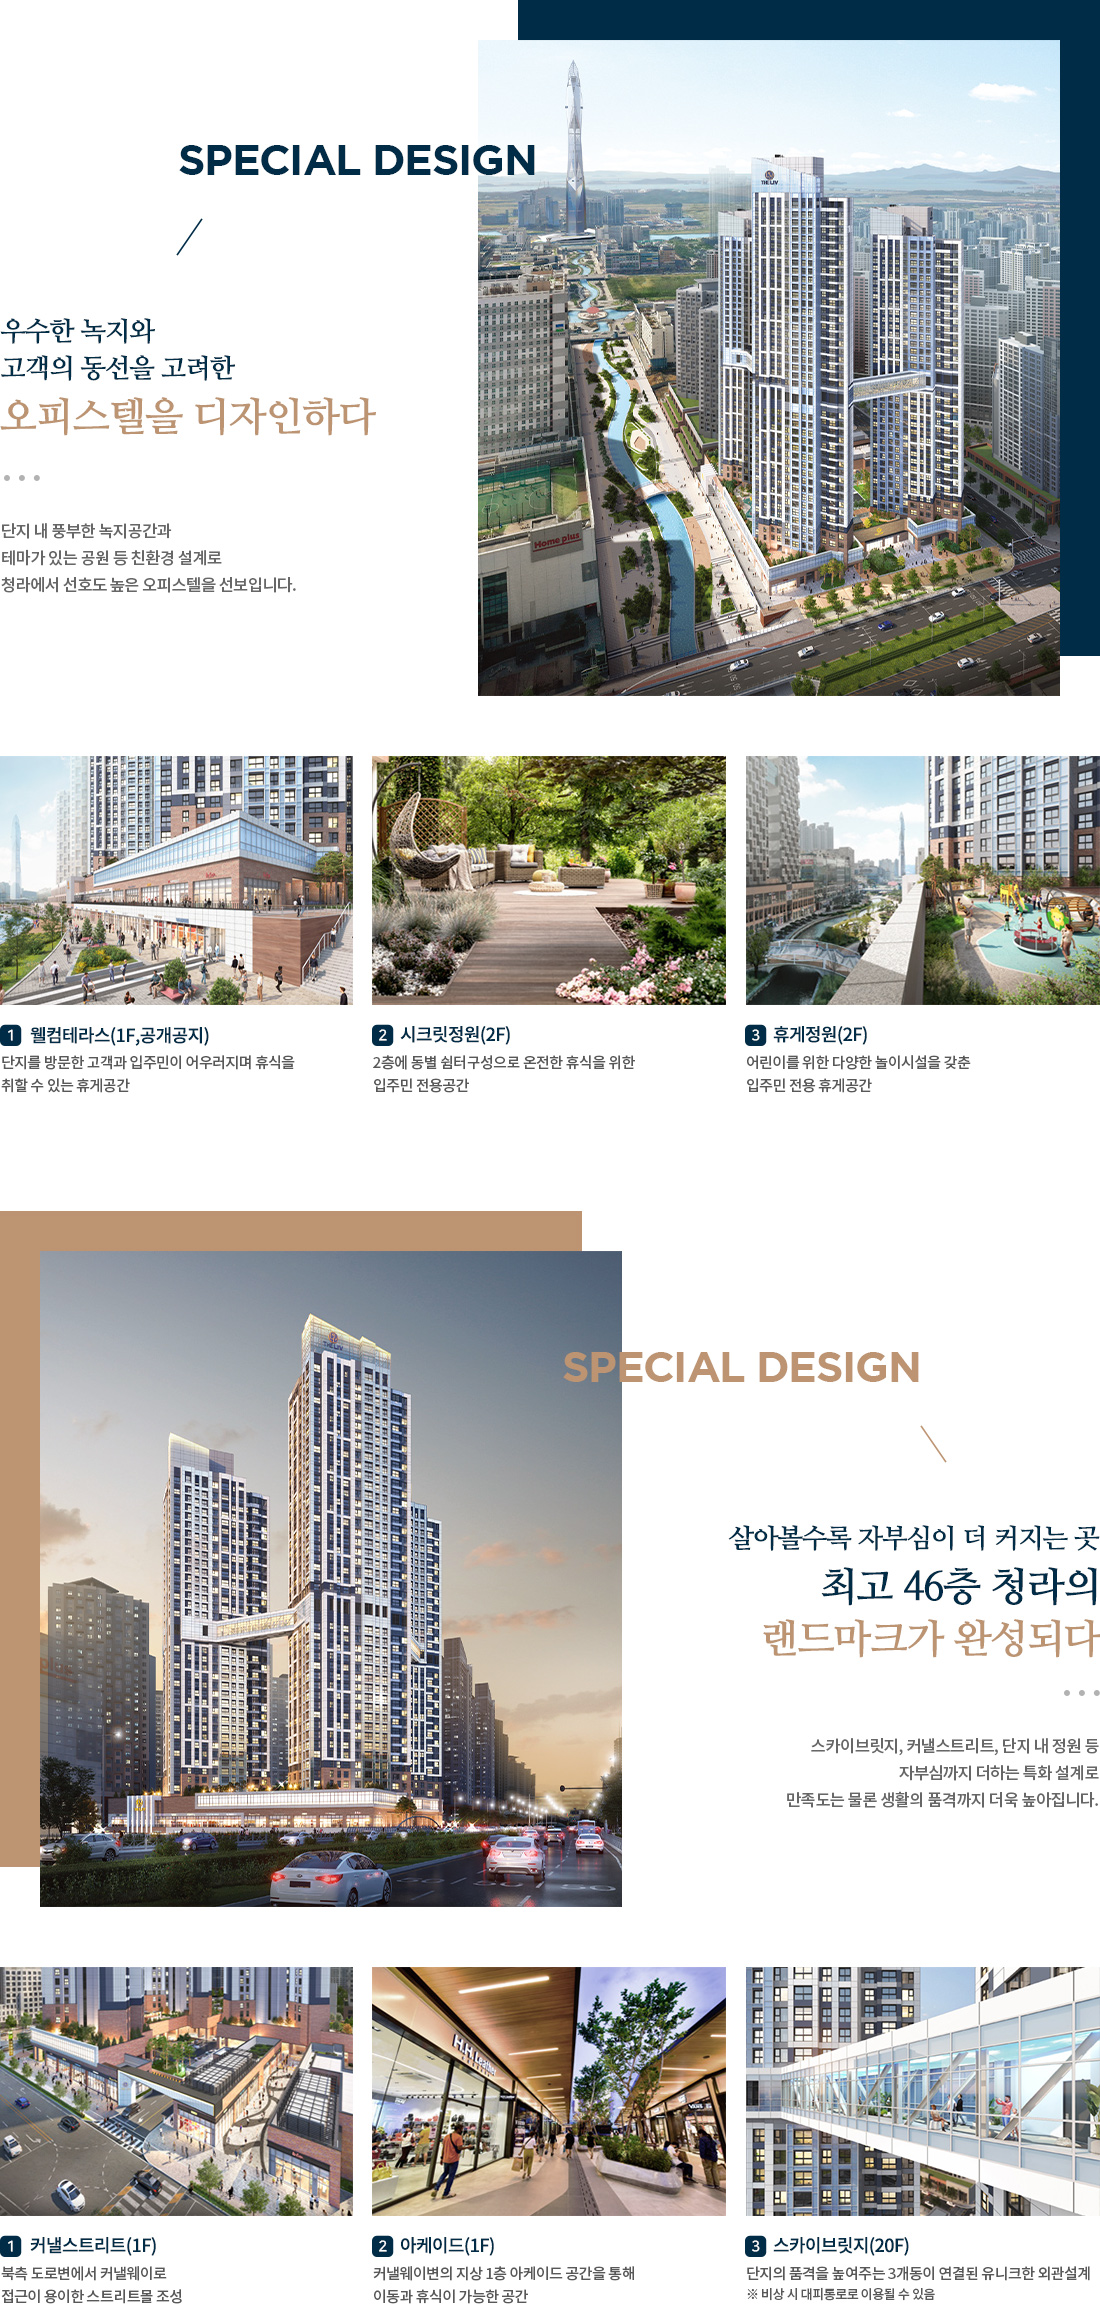 SPECIAL DESIGN
우수한 녹지와
고객의 동선을 고려한
오피스텔을 디자인하다
단지 내 풍부한 녹지공간과
테마가 있는 공원 등 친환경 설계로
청라에서 선호도 높은 오피스텔을 선보입니다.
THE LIV
Home plus
1 웰컴테라스(1F,공개공지)
단지를 방문한 고객과 입주민이 어우러지며 휴식을
취할 수 있는 휴게공간
2 시크릿정원(2F)
2층에 동별 쉼터구성으로 온전한 휴식을 위한
입주민 전용공간
3 휴게정원(2F)
어린이를 위한 다양한 놀이시설을 갖춘
입주민 전용 휴게공간
THE LIV
SPECIAL DESIGN
살아볼수록 자부심이 더 커지는 곳
최고 46층 청라의
랜드마크가 완성되다
스카이브릿지, 커낼스트리트, 단지 내 정원 등
자부심까지 더하는 특화 설계로
만족도는 물론 생활의 품격까지 더욱 높아집니다.
H.H Leather
VANS
1 커낼스트리트(1F)
북측 도로변에서 커낼웨이로
접근이 용이한 스트리트몰 조성
2 아케이드(1F)
커낼웨이변의 지상 1층 아케이드 공간을 통해
이동과 휴식이 가능한 공간
3 스카이브릿지(20F)
단지의 품격을 높여주는 3개동이 연결된 유니크한 외관설계
※ 비상 시 대피통로로 이용될 수 있음